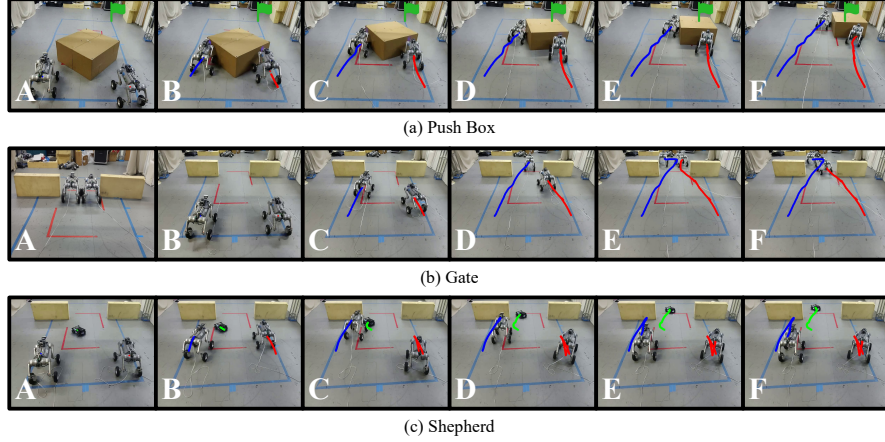 A B C D E F
(a) Push Box
A B C D E F
(b) Gate
A B C D E F
(c) Shepherd